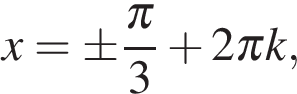 x = ± π/3 + 2πk,